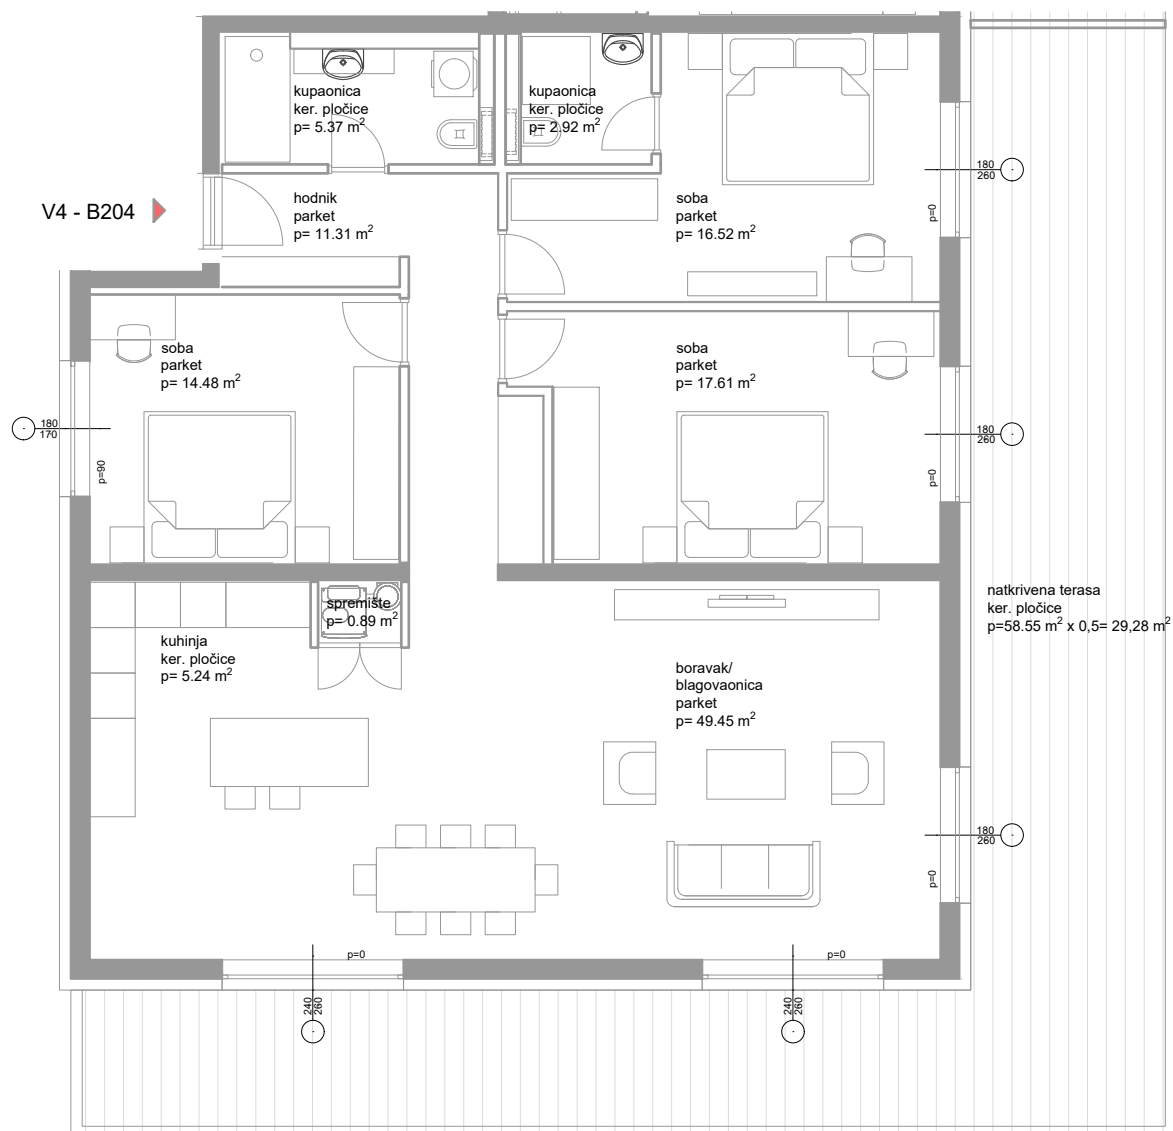 kupaonica
ker. pločice
p= 5.37 m²
kupaonica
ker. pločice
p= 2.92 m²
V4 - B204
hodnik
parket
p= 11.31 m²
soba
parket
p= 16.52 m²
180
260
p=0
soba
parket
p= 14.48 m²
180
170
p=90
soba
parket
p= 17.61 m²
180
260
p=0
spremište
p= 0.89 m²
kuhinja
ker. pločice
p= 5.24 m²
boravak/
blagovaonica
parket
p= 49.45 m²
natkrivena terasa
ker. pločice
p=58.55 m² x 0,5= 29,28 m²
180
260
p=0
p=0
240
260
p=0
240
260